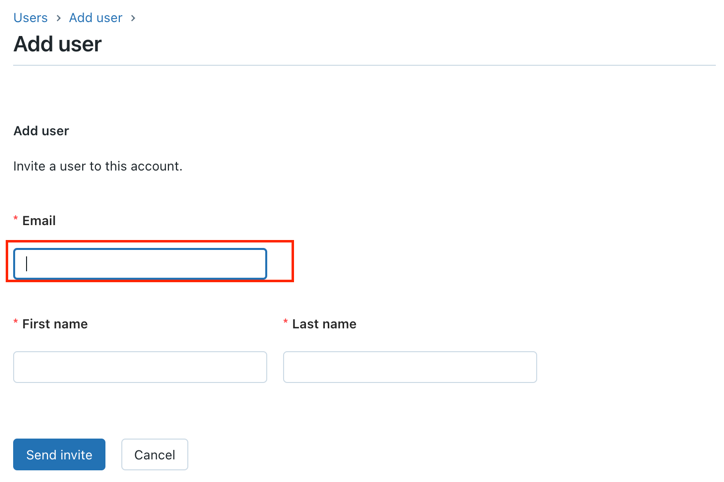 Users › Add user ›
Add user
Add user
Invite a user to this account.
* Email
* First name * Last name
Send invite Cancel